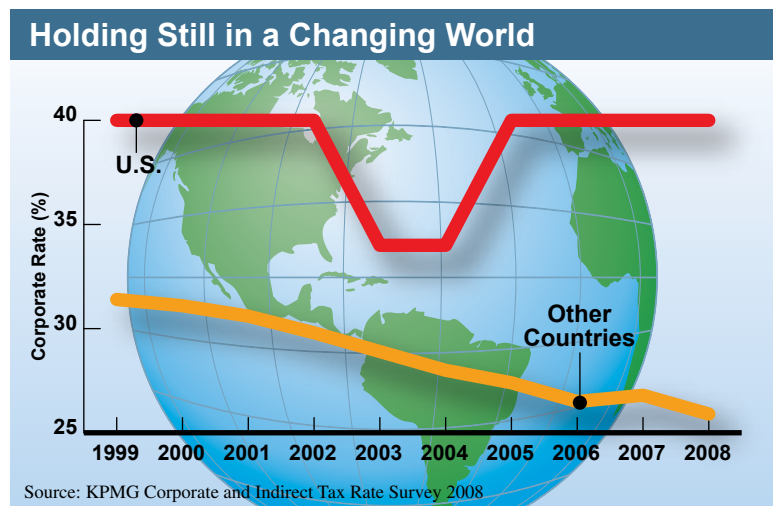 Holding Still in a Changing World
40
U.S.
35
Corporate Rate (%)
30
Other
Countries
25
1999 2000 2001 2002 2003 2004 2005 2006 2007 2008
Source: KPMG Corporate and Indirect Tax Rate Survey 2008